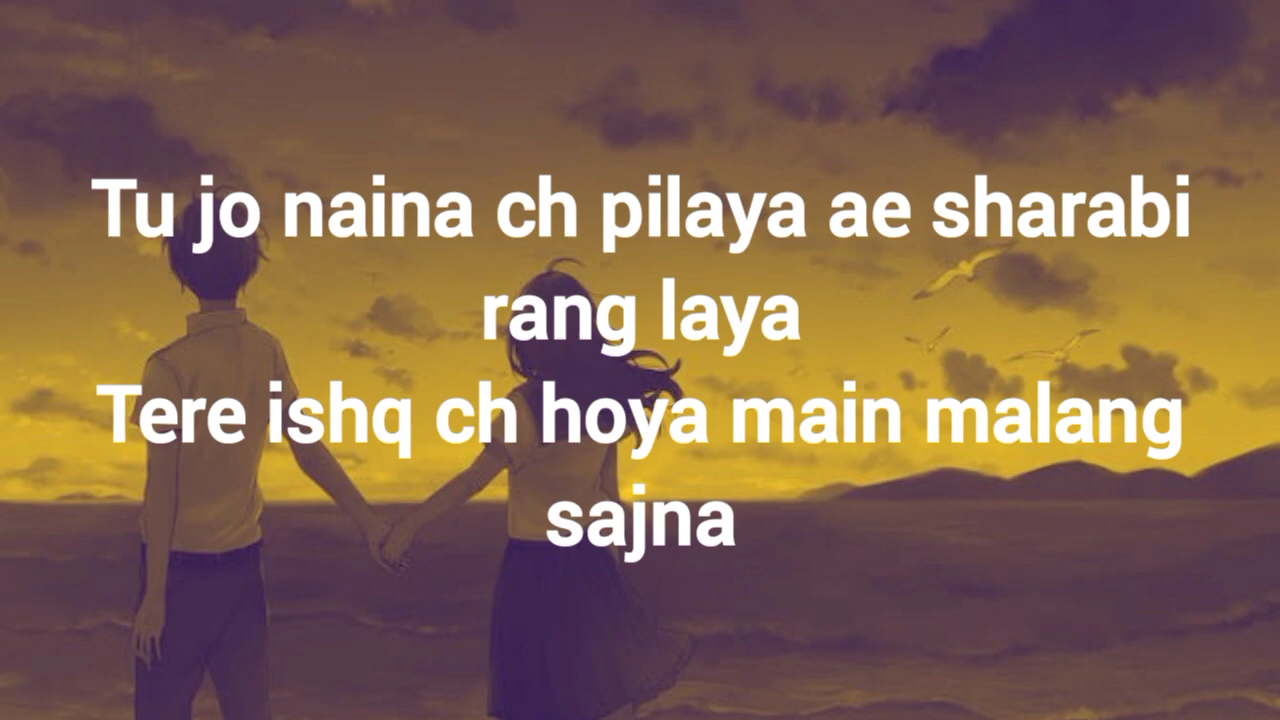 Tu jo naina ch pilaya ae sharabi
rang laya
Tere ishq ch hoya main malang
sajna